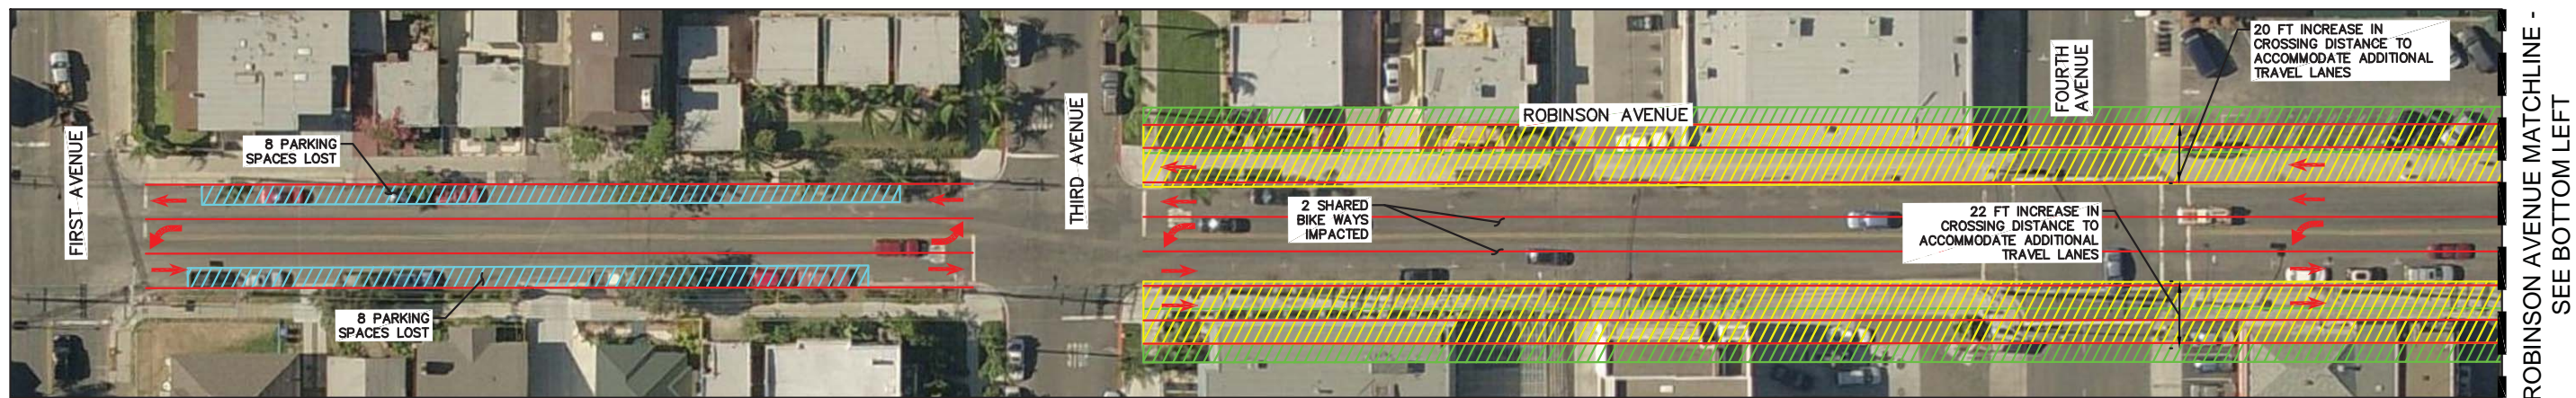 FIRST AVENUE
8 PARKING
SPACES LOST
8 PARKING
SPACES LOST
THIRD AVENUE
ROBINSON AVENUE
2 SHARED
BIKE WAYS
IMPACTED
22 FT INCREASE IN
CROSSING DISTANCE TO
ACCOMMODATE ADDITIONAL
TRAVEL LANES
FOURTH
AVENUE
20 FT INCREASE IN
CROSSING DISTANCE TO
ACCOMMODATE ADDITIONAL
TRAVEL LANES
ROBINSON AVENUE MATCHLINE -
SEE BOTTOM LEFT